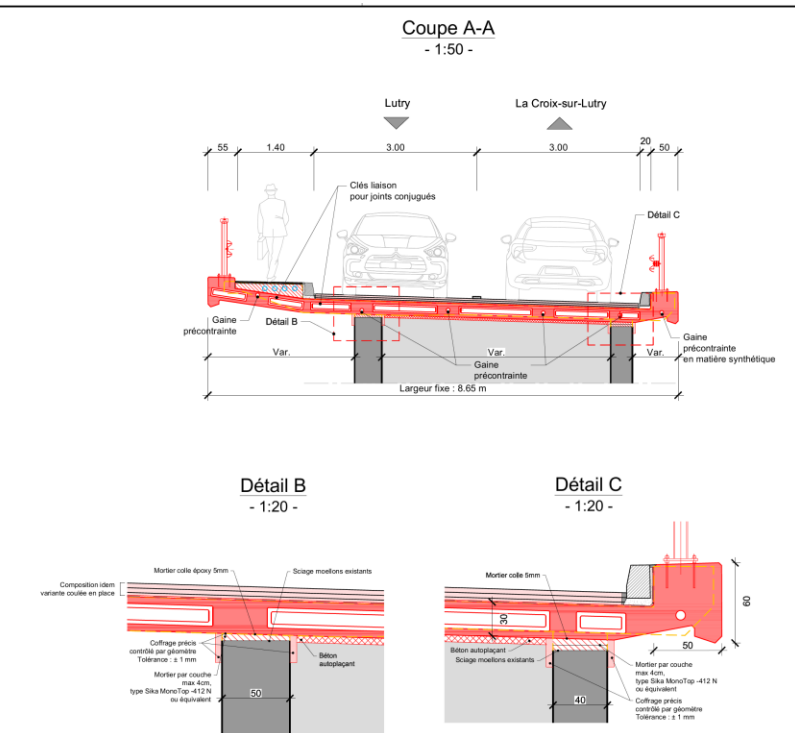 Coupe A-A
- 1:50 -
Lutry
La Croix-sur-Lutry
55
1.40
3.00
3.00
20
50
Clés liaison
pour joints conjugués
Détail C
Gaine
précontrainte
Détail B
Gaine
précontrainte
en matière synthétique
Var.
Var.
Var.
Gaine
précontrainte
Largeur fixe : 8.65 m
Détail B
- 1:20 -
Mortier colle époxy 5mm
Sciage moellons existants
Composition idem
variante coulée en place
Coffrage précis
contrôlé par géomètre
Tolérance : ± 1 mm
Béton
autoplaçant
Mortier par couche
max 4cm,
type Sika MonoTop -412 N
ou équivalent
50
Détail C
- 1:20 -
Mortier colle 5mm
30
60
50
Béton autoplaçant
Sciage moellons existants
Mortier par couche
max 4cm,
type Sika MonoTop -412 N
ou équivalent
40
Coffrage précis
contrôlé par géomètre
Tolérance : ± 1 mm